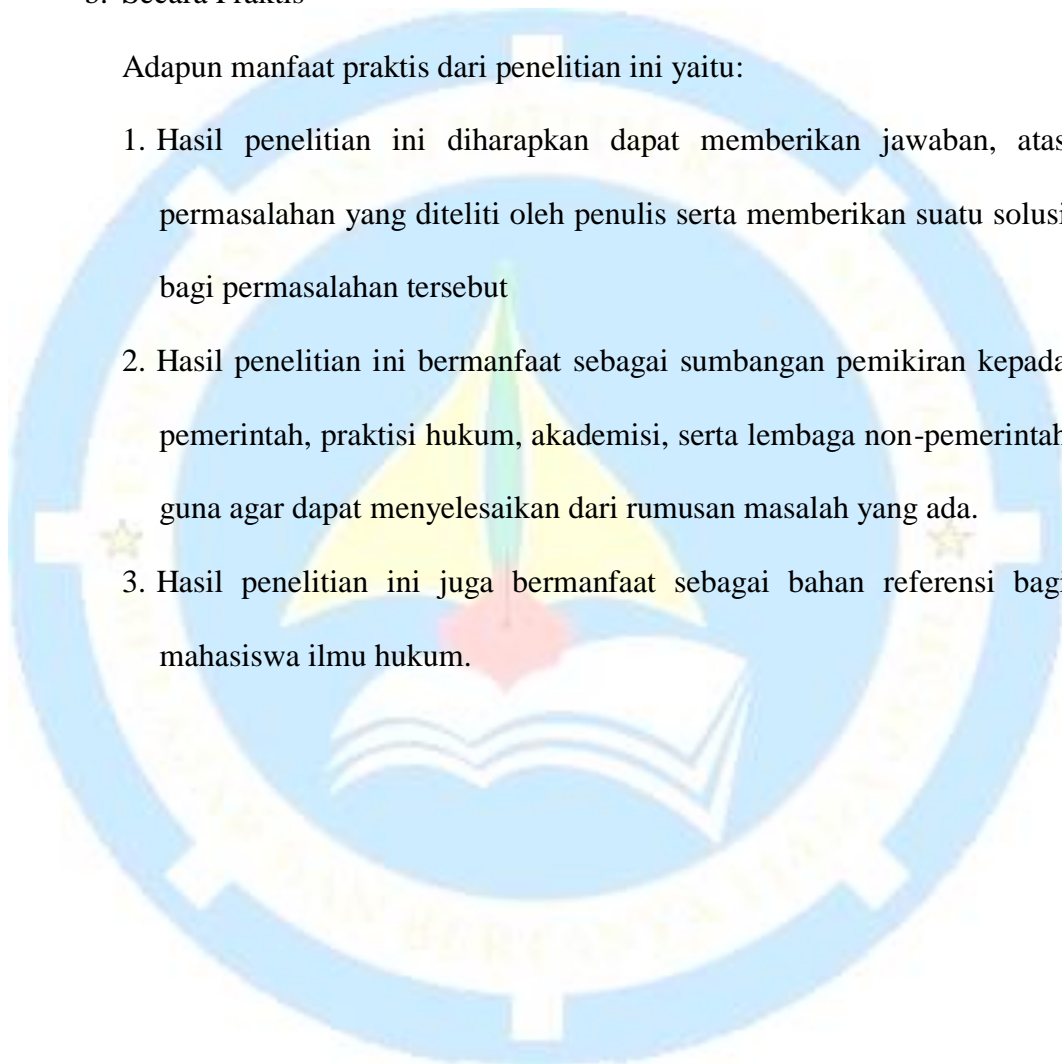 b. Secara Praktis
Adapun manfaat praktis dari penelitian ini yaitu:
1. Hasil penelitian ini diharapkan dapat memberikan jawaban, atas
permasalahan yang diteliti oleh penulis serta memberikan suatu solusi
bagi permasalahan tersebut
2. Hasil penelitian ini bermanfaat sebagai sumbangan pemikiran kepada
pemerintah, praktisi hukum, akademisi, serta lembaga non-pemerintah
guna agar dapat menyelesaikan dari rumusan masalah yang ada.
3. Hasil penelitian ini juga bermanfaat sebagai bahan referensi bagi
mahasiswa ilmu hukum.